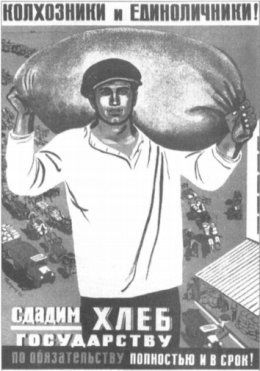 КОЛХОЗНИКИ и ЕДИНОЛИЧНИКИ!
СДАДИМ ХЛЕБ
ГОСУДАРСТВУ
ПО ОБЯЗАТЕЛЬСТВУ ПОЛНОСТЬЮ И В СРОК!